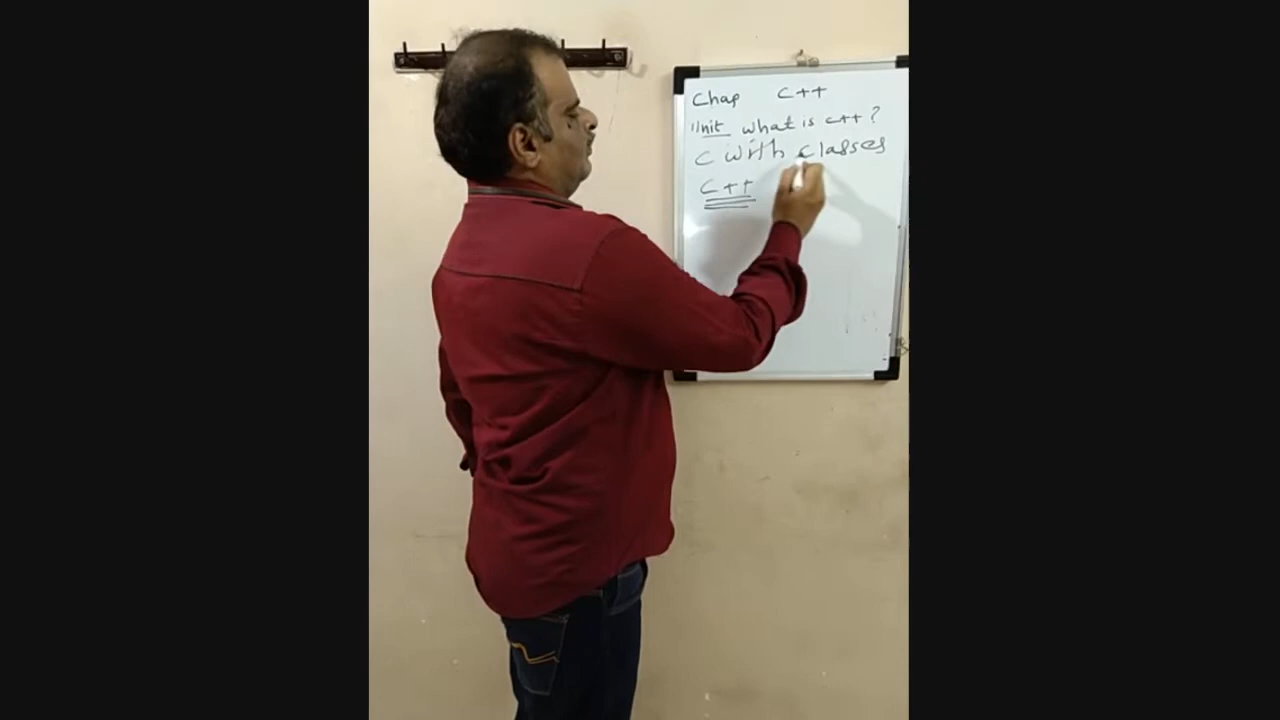 Chap C++
Unit What is C++?
C with classes
C++